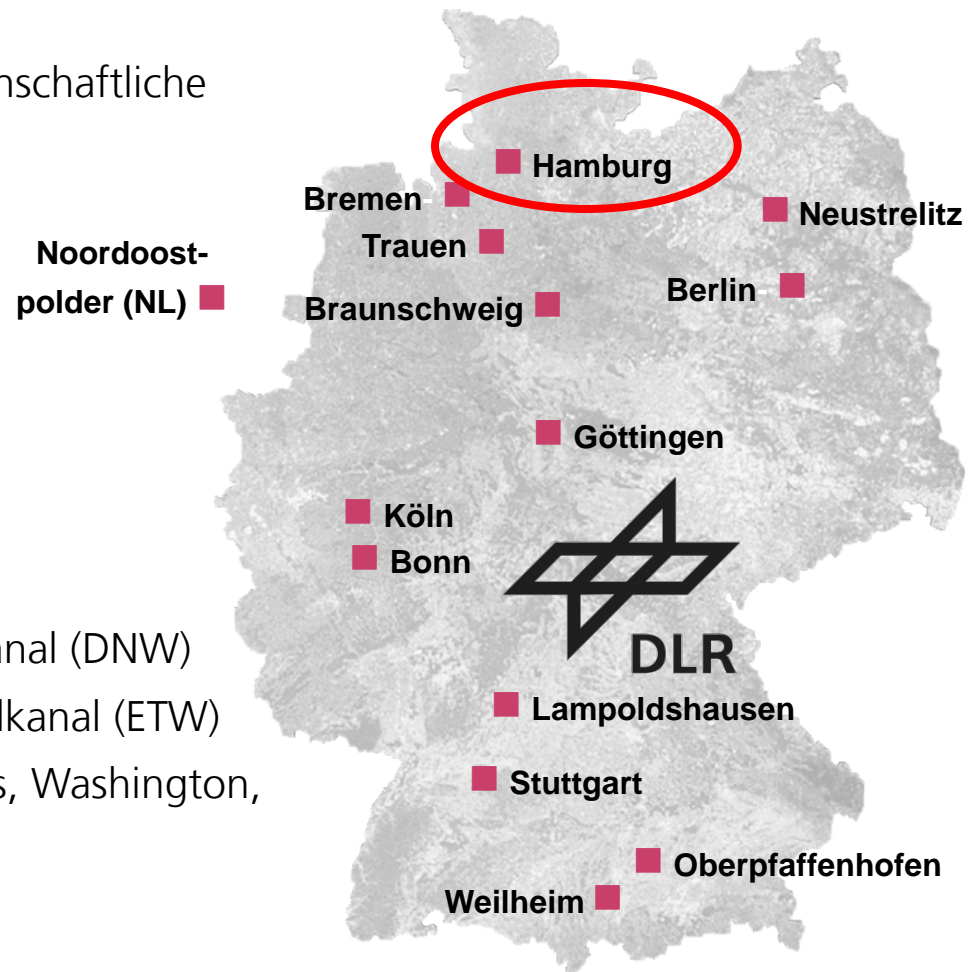 nschaftliche
Hamburg
Bremen-
Neustrelitz
Trauen
Noordoost-
polder (NL)
Berlin-
Braunschweig
Göttingen
Köln
Bonn
anal (DNW)
DLR
lkanal (ETW)
Lampoldshausen
s, Washington,
Stuttgart
Oberpfaffenhofen
Weilheim